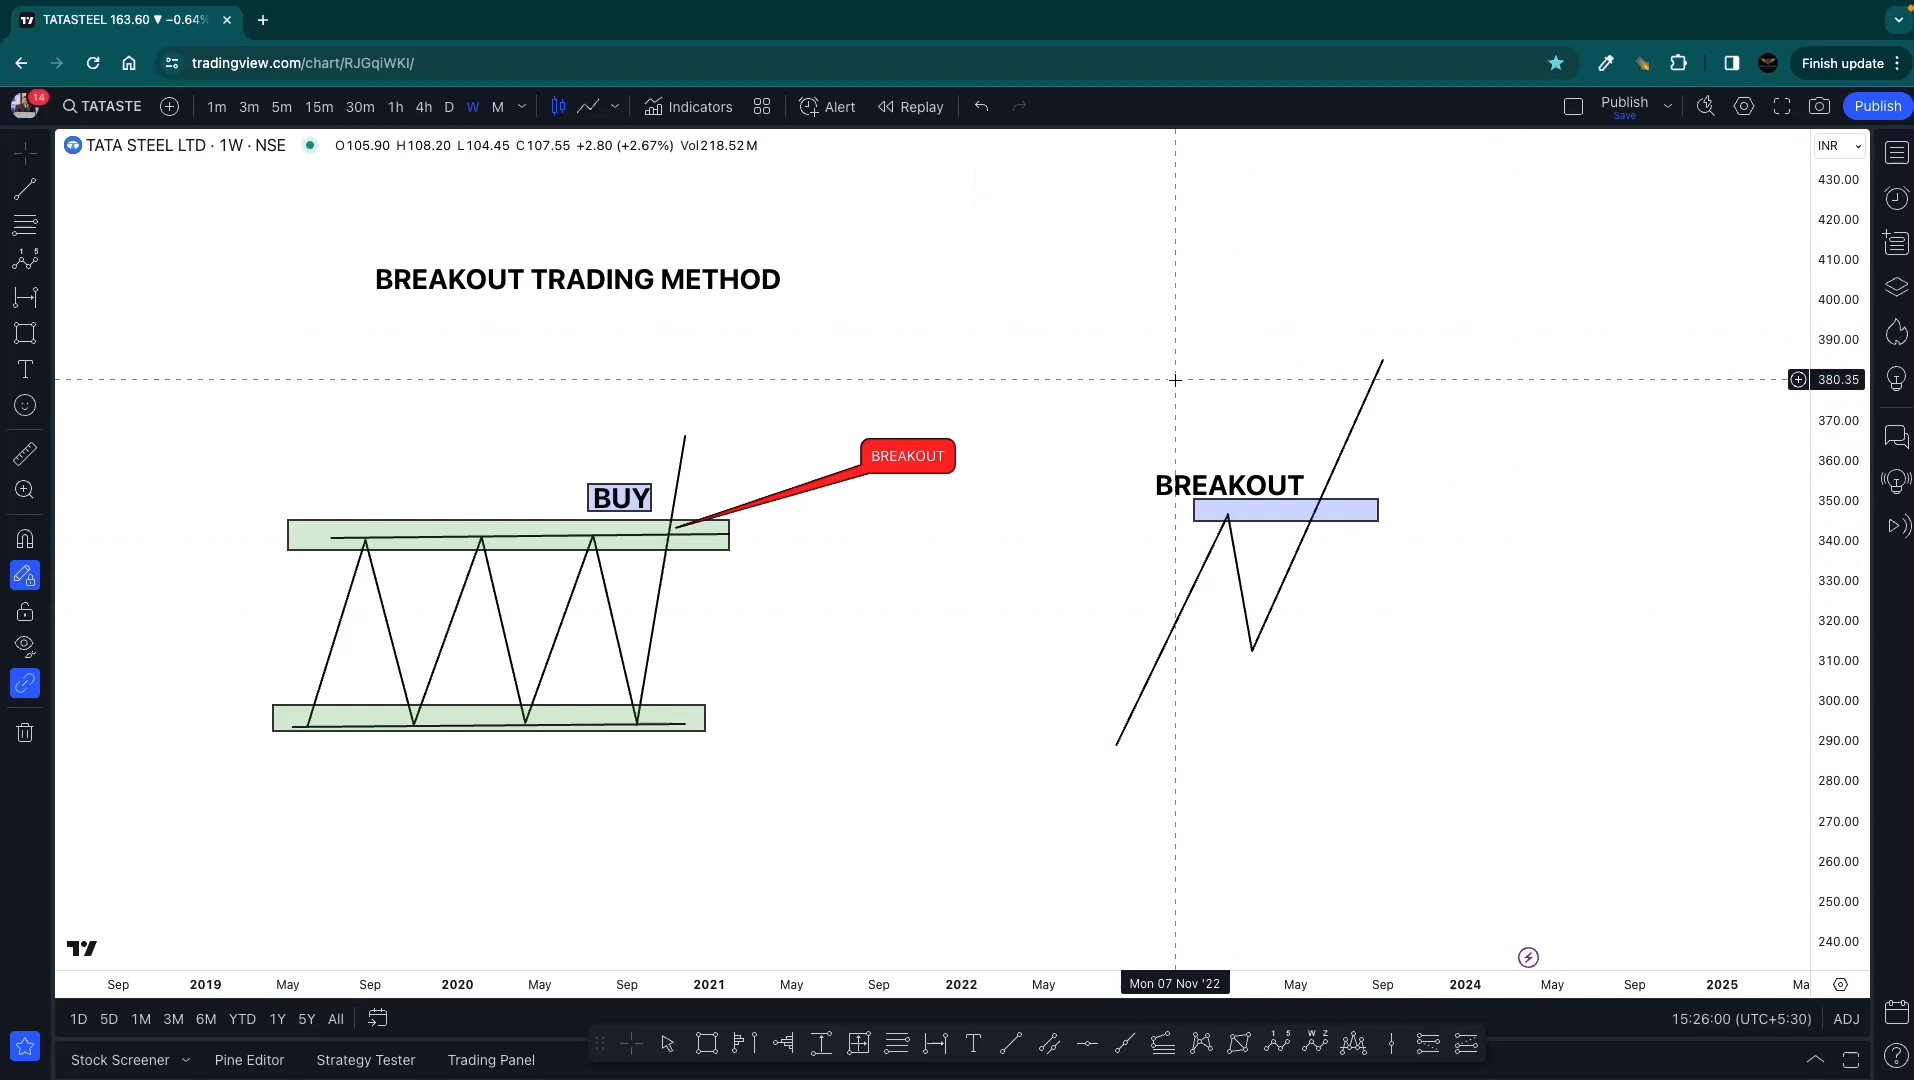 TATASTEEL 163.60 ▼ −0.64%
tradingview.com/chart/RJGqiWKI/
Finish update
14
TATASTE
1m 3m 5m 15m 30m 1h 4h D W M
Indicators
Alert
Replay
Publish
Save
Publish
TATA STEEL LTD · 1W · NSE
O105.90 H108.20 L104.45 C107.55 +2.80 (+2.67%) Vol218.52M
INR
430.00
420.00
410.00
400.00
390.00
380.35
370.00
360.00
350.00
340.00
330.00
320.00
310.00
300.00
290.00
280.00
270.00
260.00
250.00
240.00
BREAKOUT TRADING METHOD
BREAKOUT
BUY
BREAKOUT
Sep 2019 May Sep 2020 May Sep 2021 May Sep 2022 May Mon 07 Nov '22 May Sep 2024 May Sep 2025 Ma
1D 5D 1M 3M 6M YTD 1Y 5Y All
15:26:00 (UTC+5:30) ADJ
Stock Screener Pine Editor Strategy Tester Trading Panel